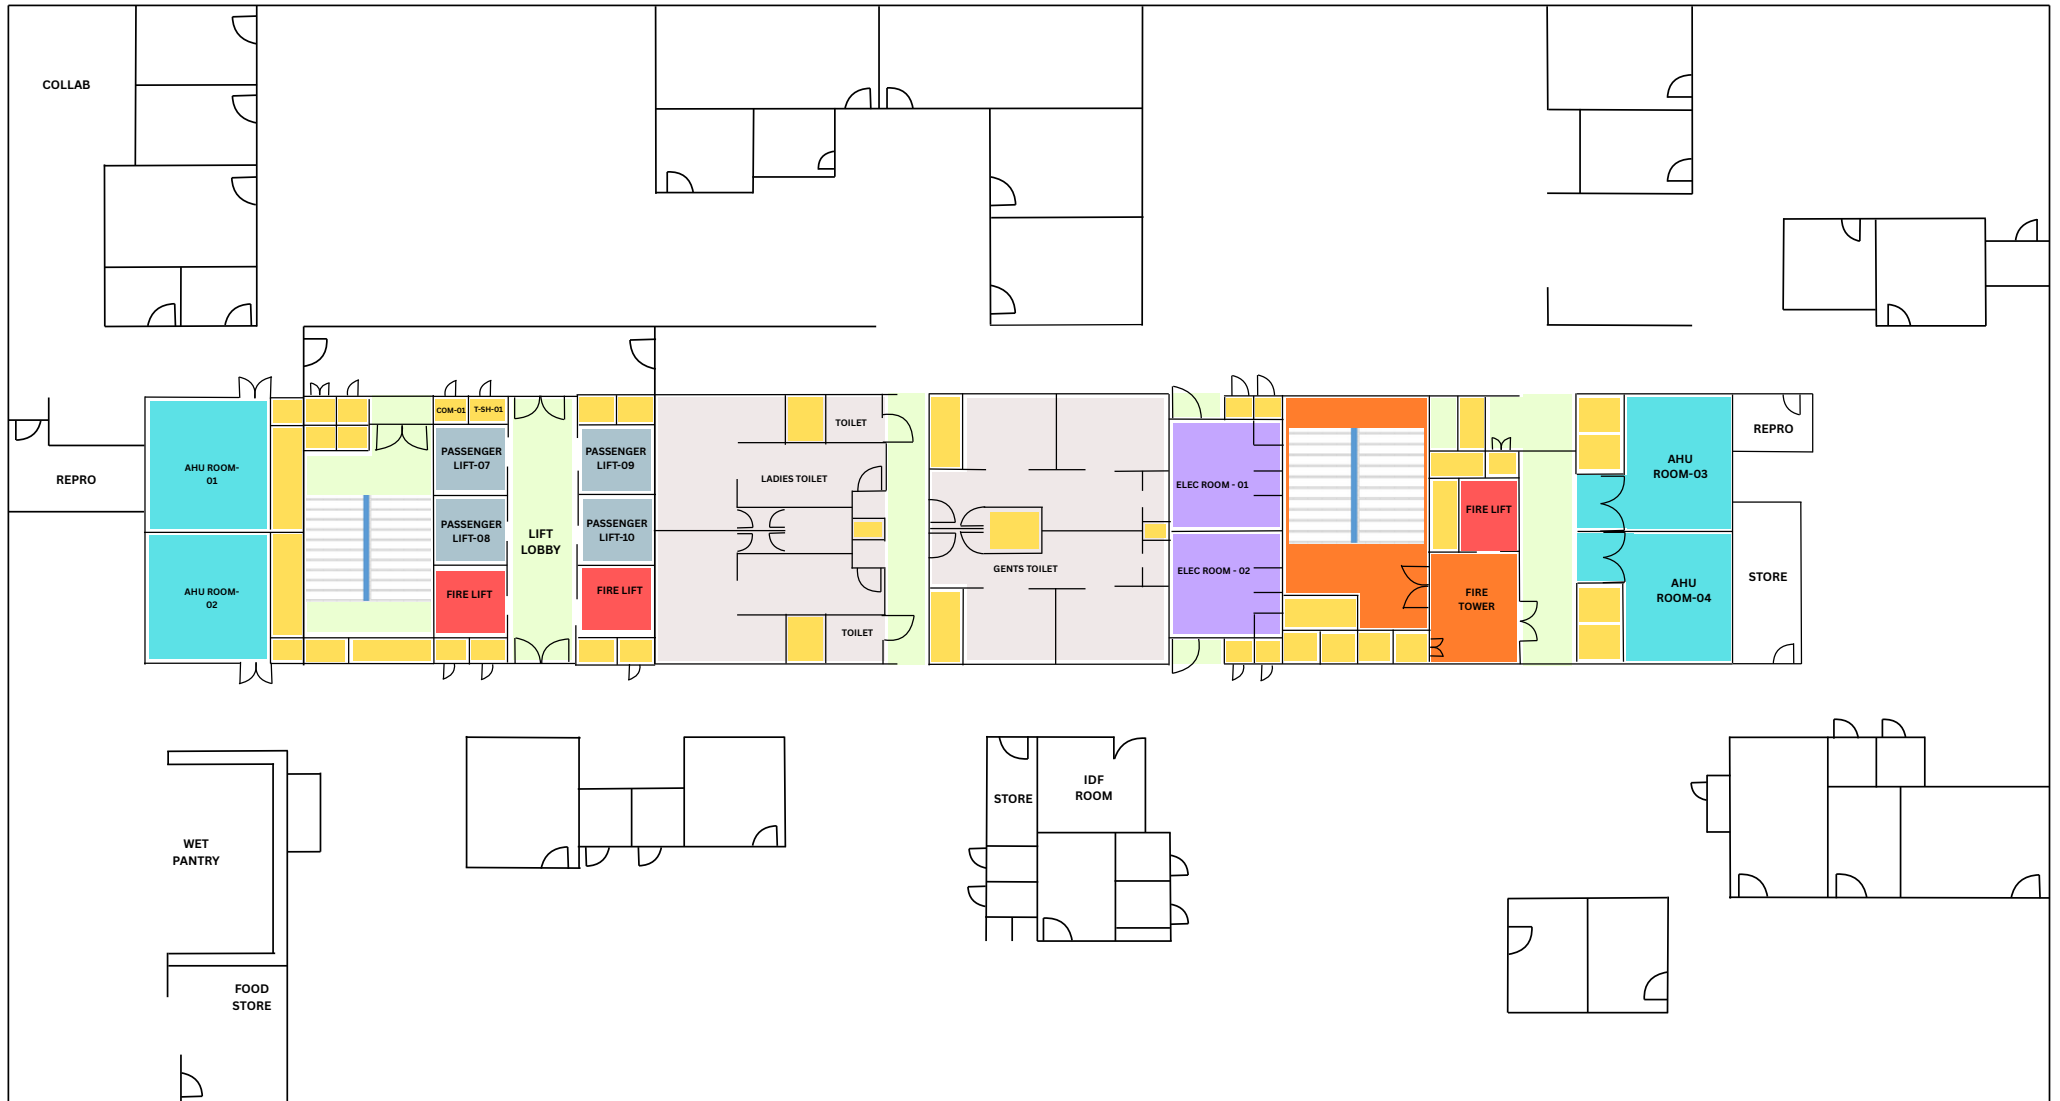 COLLAB
REPRO
AHU ROOM-
01
AHU ROOM-
02
COM-01
T-SH-01
PASSENGER
LIFT-07
PASSENGER
LIFT-08
FIRE LIFT
LIFT
LOBBY
PASSENGER
LIFT-09
PASSENGER
LIFT-10
FIRE LIFT
TOILET
LADIES TOILET
TOILET
GENTS TOILET
ELEC ROOM - 01
ELEC ROOM - 02
FIRE LIFT
FIRE
TOWER
AHU
ROOM-03
AHU
ROOM-04
REPRO
STORE
WET
PANTRY
FOOD
STORE
STORE
IDF
ROOM